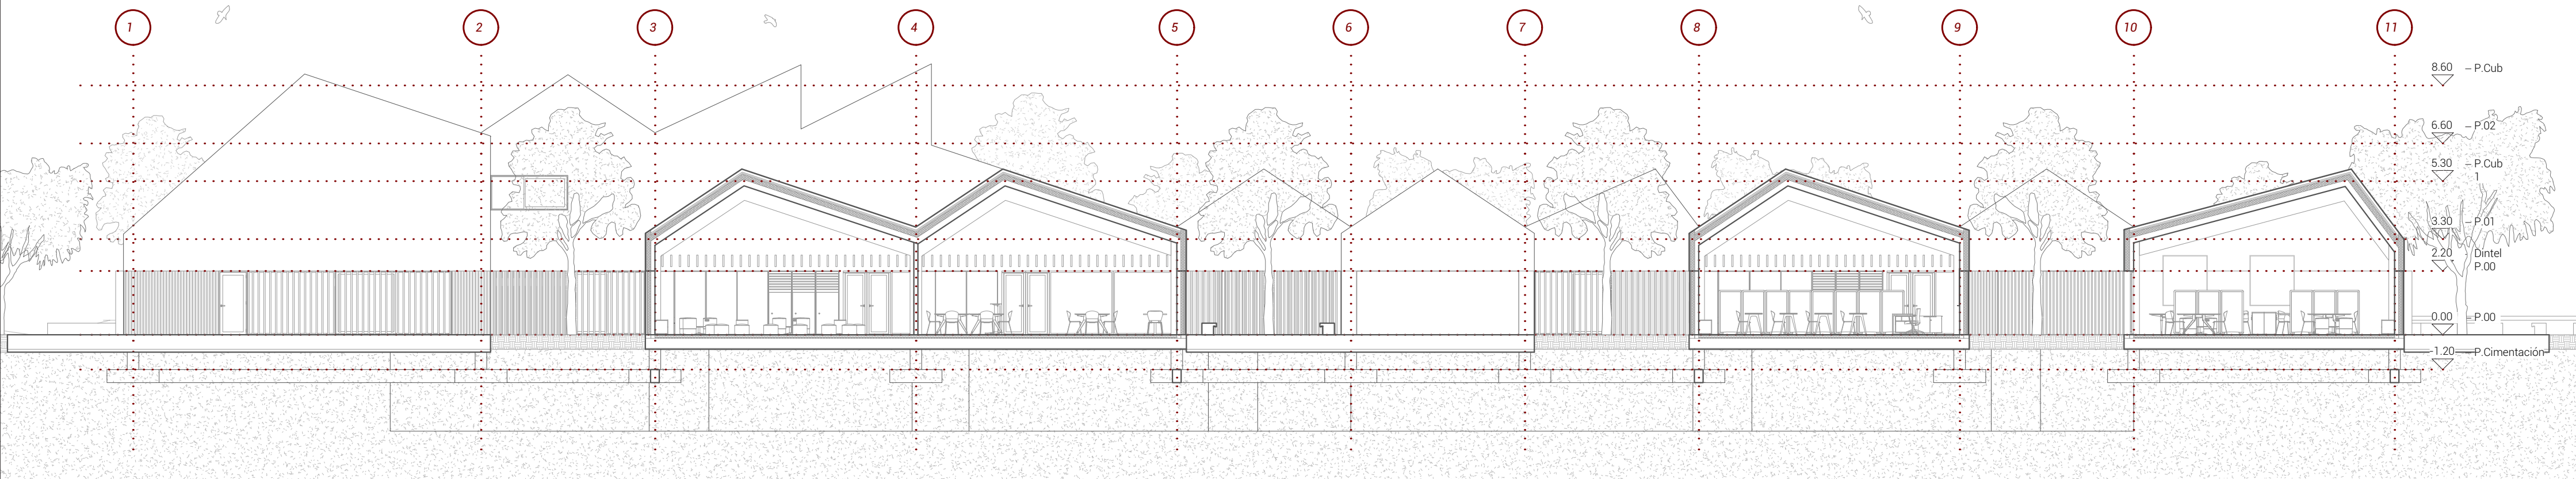 1 2 3 4 5 6 7 8 9 10 11
8.60 – P.Cub
6.60 – P.02
5.30 – P.Cub
1
3.30 – P.01
2.20 – Dintel
P.00
0.00 – P.00
-1.20 – P.Cimentación